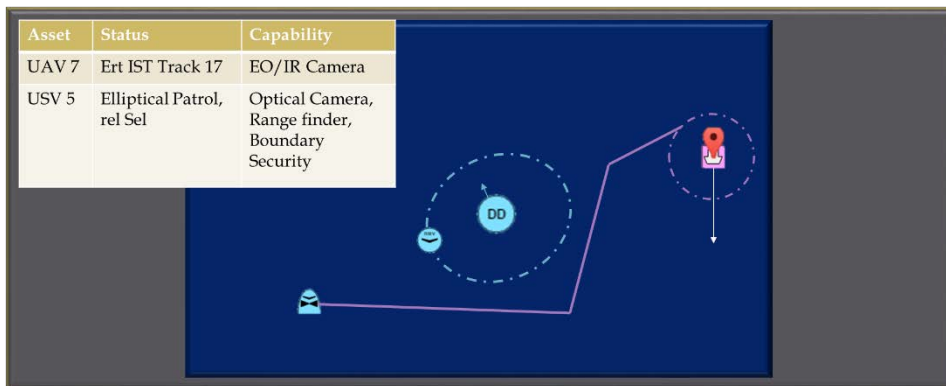 Asset Status Capability
UAV 7 Ert IST Track 17 EO/IR Camera
USV 5 Elliptical Patrol, Optical Camera,
rel Sel Range finder,
Boundary
Security
DD